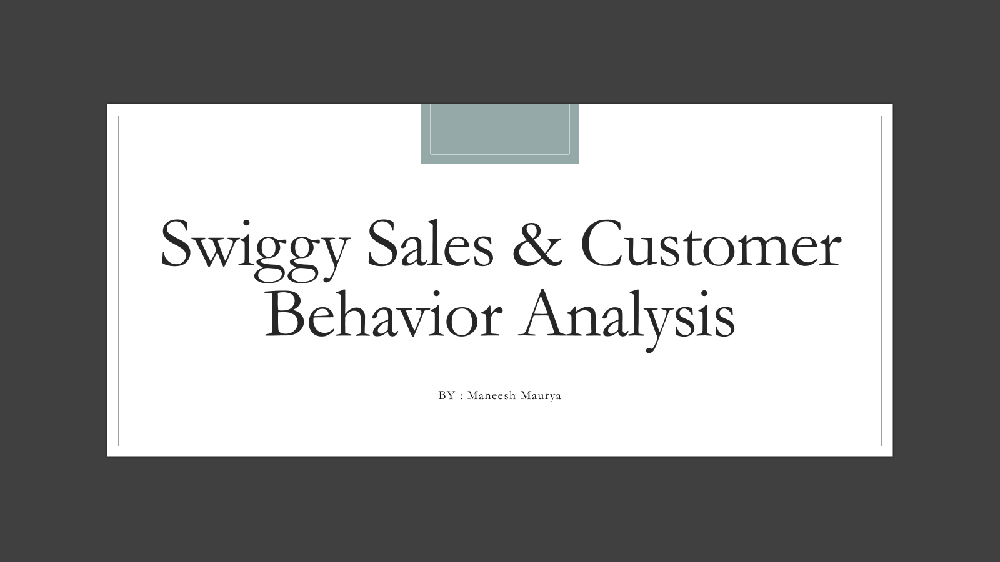 Swiggy Sales & Customer
Behavior Analysis
BY : Maneesh Maurya